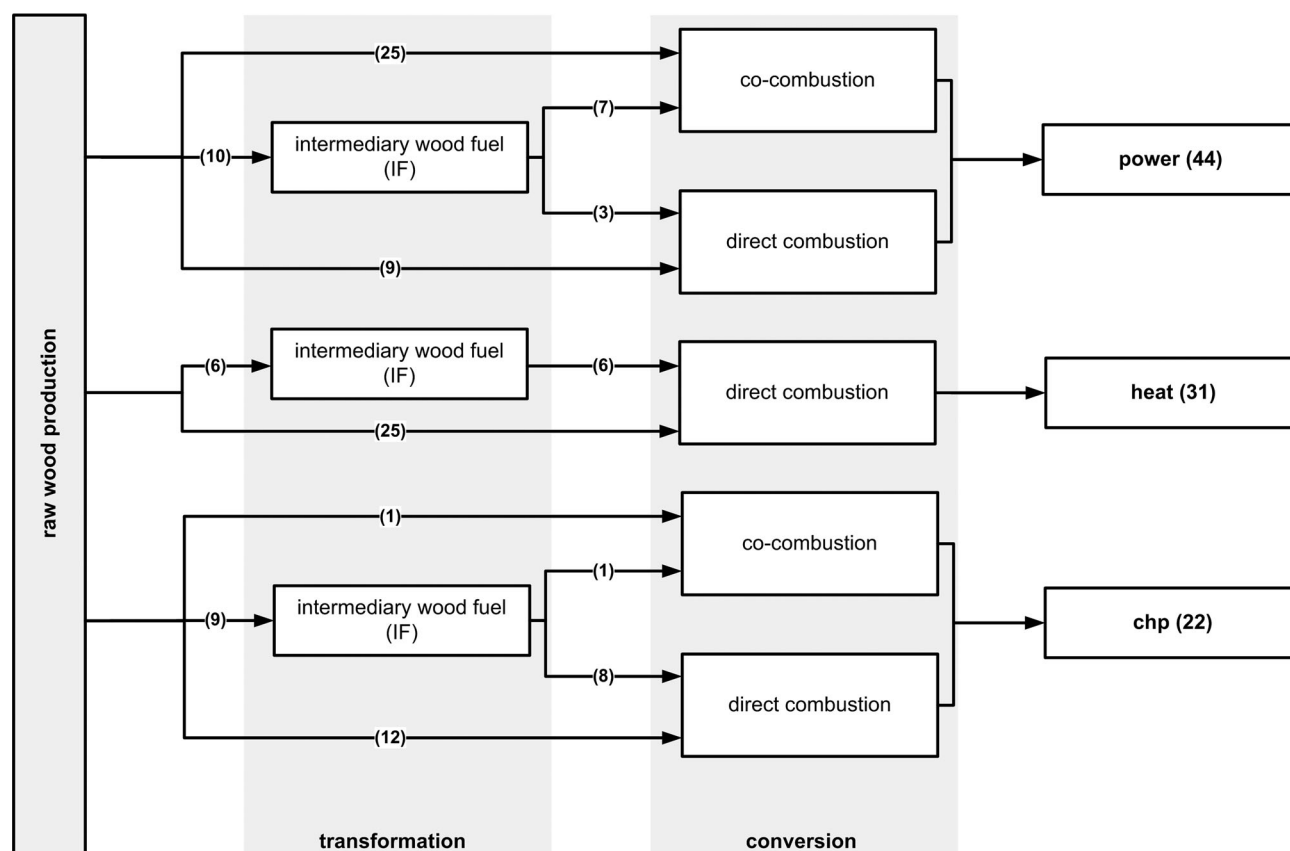 raw wood production
(25)
co-combustion
(7)
intermediary wood fuel
(IF)
(10)
power (44)
(3)
direct combustion
(9)
intermediary wood fuel
(IF)
(6)
(6)
direct combustion
heat (31)
(25)
(1)
co-combustion
(1)
intermediary wood fuel
(IF)
(9)
chp (22)
(8)
direct combustion
(12)
transformation
conversion